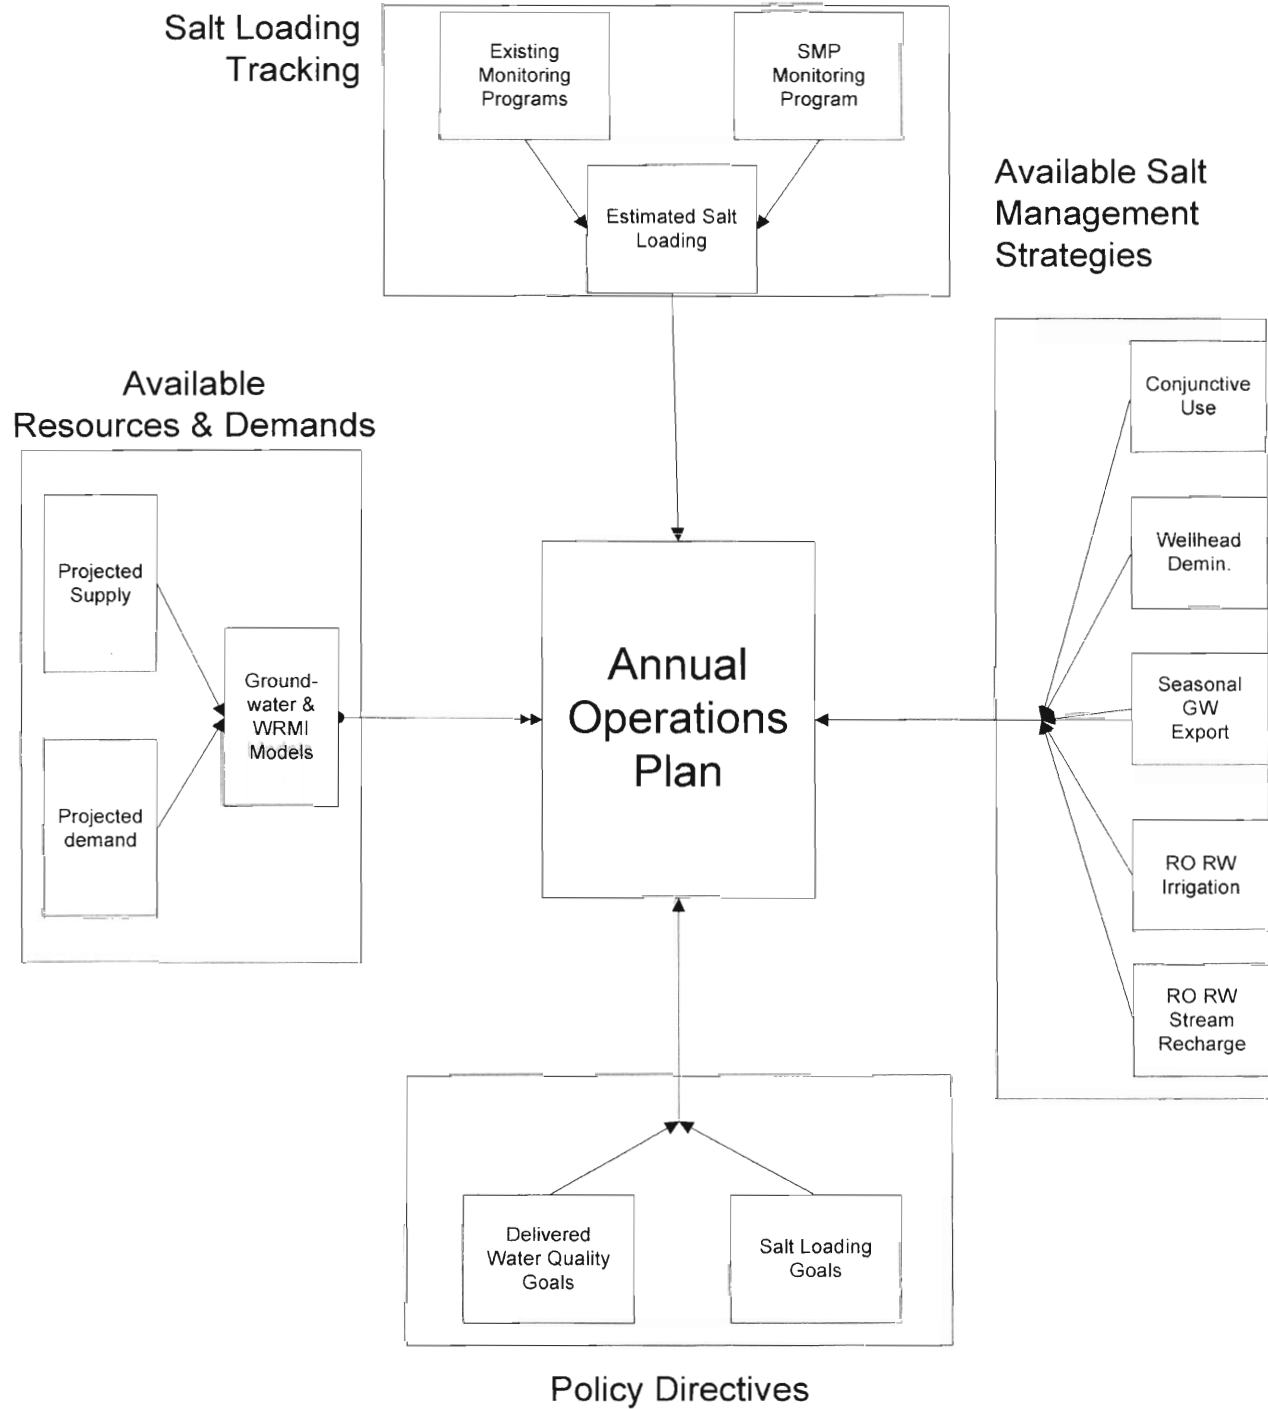 Salt Loading
Tracking
Existing
Monitoring
Programs
SMP
Monitoring
Program
Estimated Salt
Loading
Available Salt
Management
Strategies
Conjunctive
Use
Wellhead
Demin.
Seasonal
GW
Export
RO RW
Irrigation
RO RW
Stream
Recharge
Available
Resources & Demands
Projected
Supply
Projected
demand
Ground-
water &
WRMI
Models
Annual
Operations
Plan
Delivered
Water Quality
Goals
Salt Loading
Goals
Policy Directives